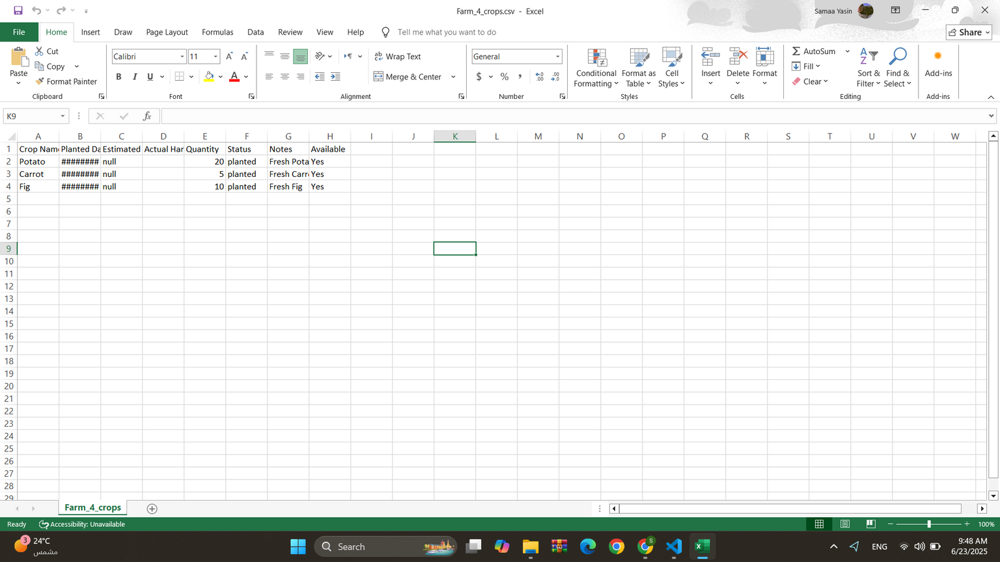 Farm_4_crops.csv - Excel
Samaa Yasin
File Home Insert Draw Page Layout Formulas Data Review View Help Tell me what you want to do Share
Paste Cut Copy Format Painter Clipboard
Calibri 11 B I U A Font
Wrap Text Merge & Center Alignment
General $ % , Number
Conditional Formatting Format as Table Cell Styles Styles
Insert Delete Format Cells
AutoSum Fill Clear Sort & Filter Find & Select Editing
Add-ins Add-ins
K9 fx
A B C D E F G H I J K L M N O P Q R S T U V W
1 Crop Name Planted Da Estimated Actual Har Quantity Status Notes Available
2 Potato ######## null 20 planted Fresh Pota Yes
3 Carrot ######## null 5 planted Fresh Carr Yes
4 Fig ######## null 10 planted Fresh Fig Yes
5
6
7
8
9
10
11
12
13
14
15
16
17
18
19
20
21
22
23
24
25
26
27
28
29
Farm_4_crops
Ready Accessibility: Unavailable 100%
3 24°C
مشمس
Search
S
ENG
9:48 AM
6/23/2025